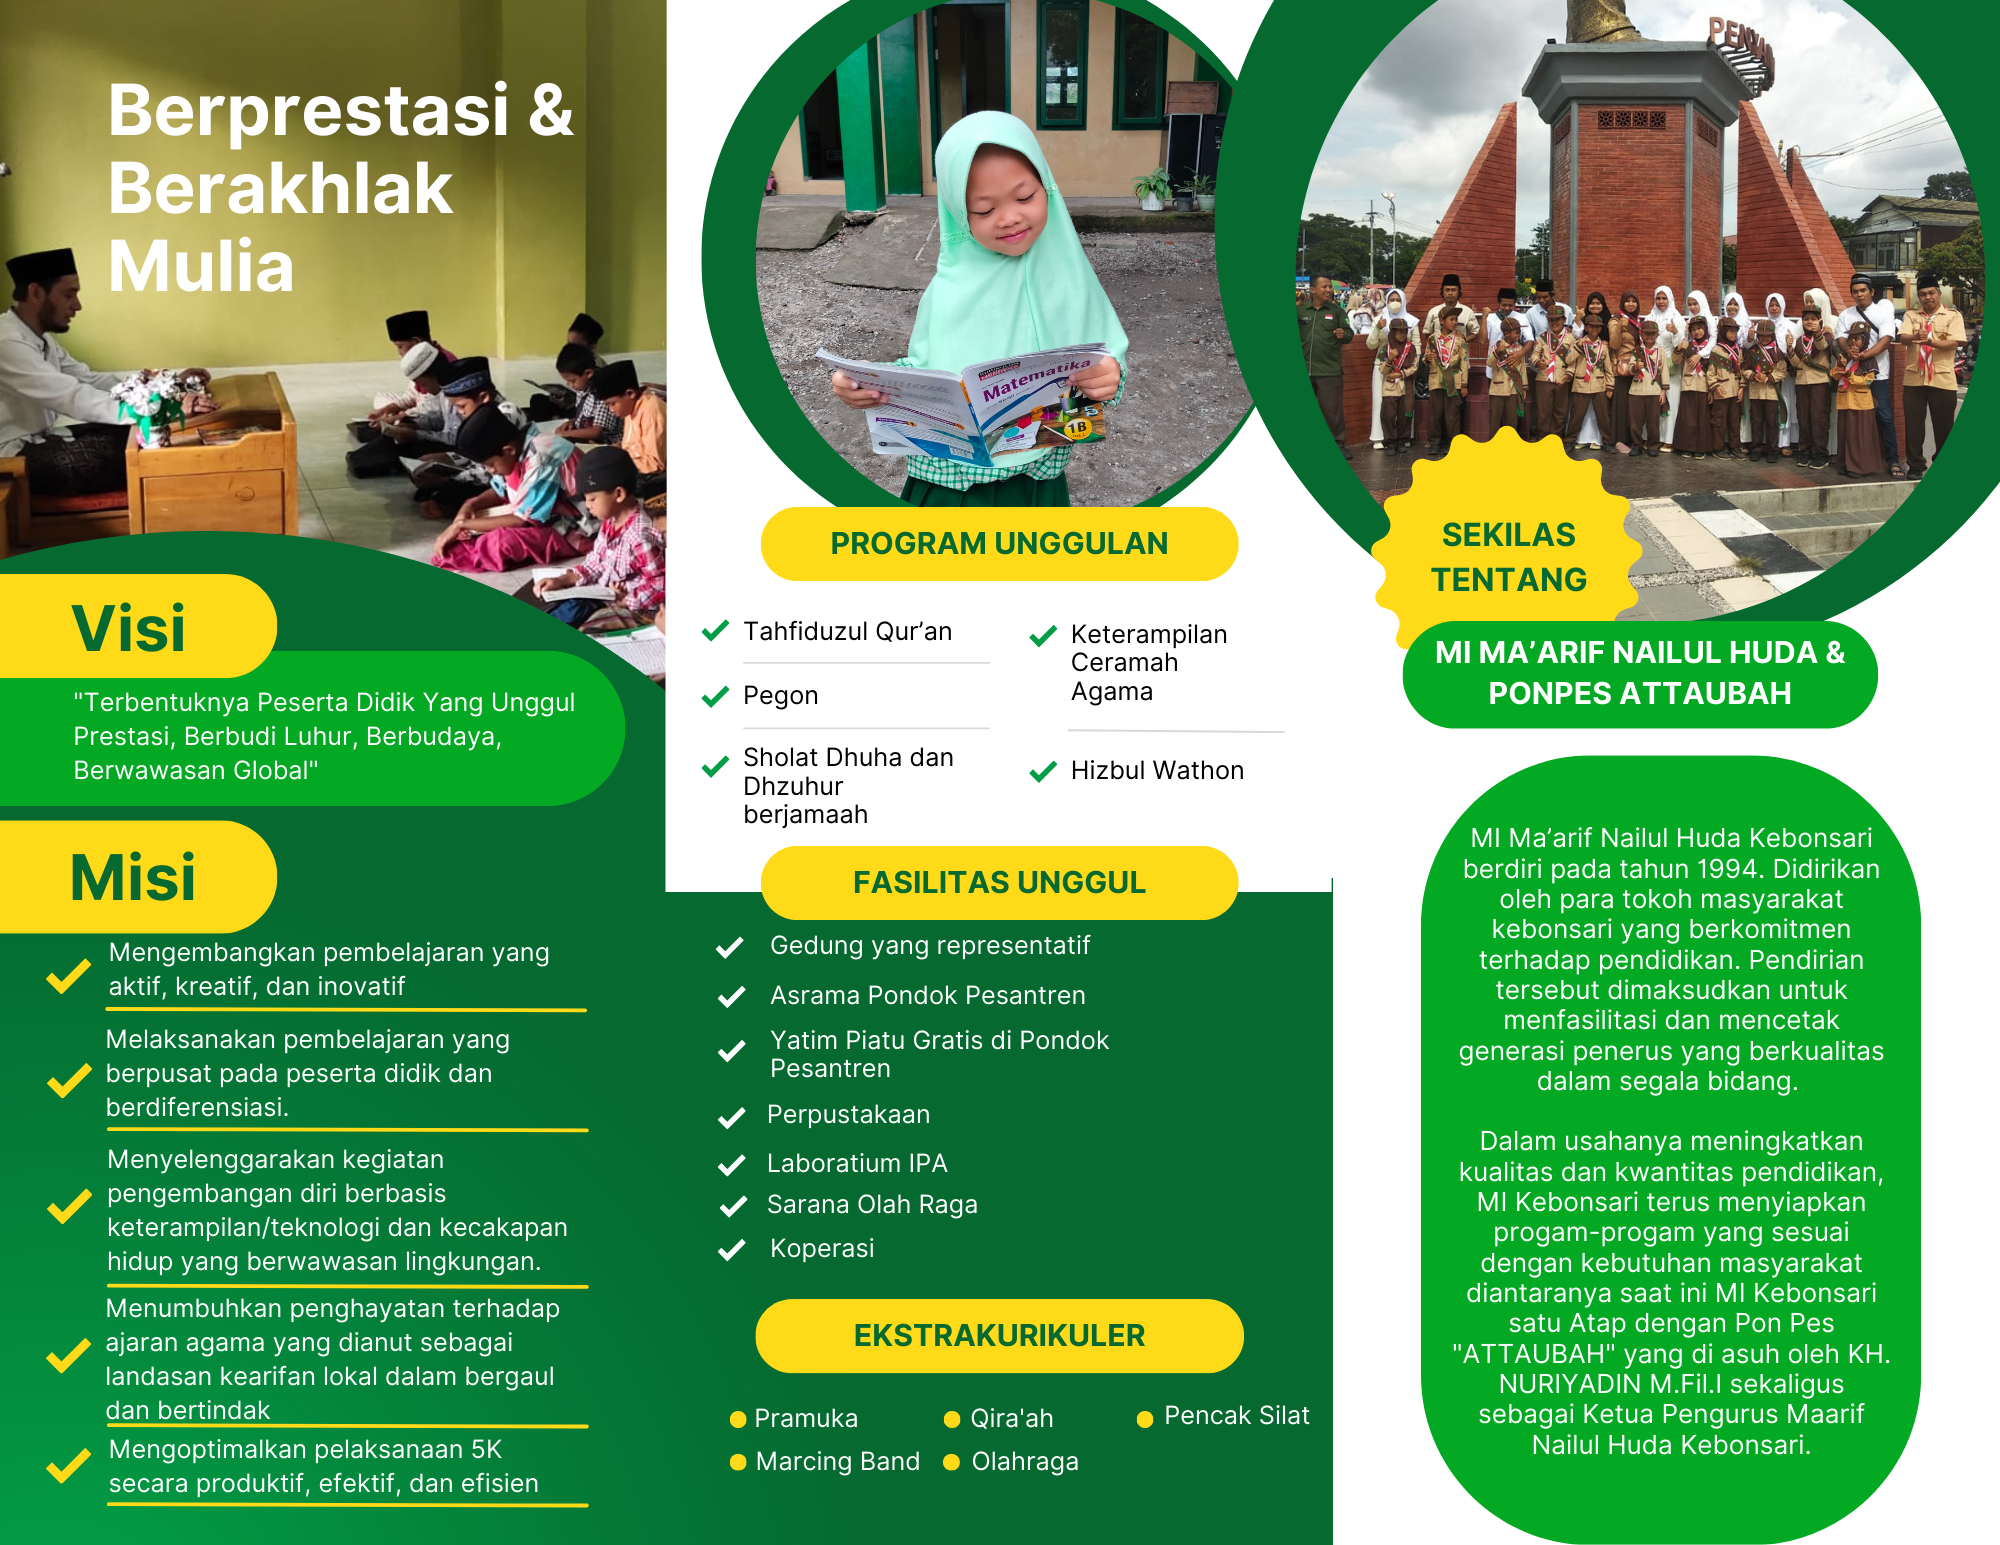 Berprestasi &
Berakhlak
Mulia
Visi
"Terbentuknya Peserta Didik Yang Unggul
Prestasi, Berbudi Luhur, Berbudaya,
Berwawasan Global"
Misi
Mengembangkan pembelajaran yang
aktif, kreatif, dan inovatif
Melaksanakan pembelajaran yang
berpusat pada peserta didik dan
berdiferensiasi.
Menyelenggarakan kegiatan
pengembangan diri berbasis
keterampilan/teknologi dan kecakapan
hidup yang berwawasan lingkungan.
Menumbuhkan penghayatan terhadap
ajaran agama yang dianut sebagai
landasan kearifan lokal dalam bergaul
dan bertindak
Mengoptimalkan pelaksanaan 5K
secara produktif, efektif, dan efisien
Matematika
1B
PROGRAM UNGGULAN
Tahfiduzul Qur’an
Pegon
Sholat Dhuha dan
Dhzuhur
berjamaah
Keterampilan
Ceramah
Agama
Hizbul Wathon
FASILITAS UNGGUL
Gedung yang representatif
Asrama Pondok Pesantren
Yatim Piatu Gratis di Pondok
Pesantren
Perpustakaan
Laboratium IPA
Sarana Olah Raga
Koperasi
EKSTRAKURIKULER
Pramuka
Qira'ah
Pencak Silat
Marcing Band
Olahraga
SEKILAS
TENTANG
MI MA’ARIF NAILUL HUDA &
PONPES ATTAUBAH
MI Ma’arif Nailul Huda Kebonsari
berdiri pada tahun 1994. Didirikan
oleh para tokoh masyarakat
kebonsari yang berkomitmen
terhadap pendidikan. Pendirian
tersebut dimaksudkan untuk
menfasilitasi dan mencetak
generasi penerus yang berkualitas
dalam segala bidang.
Dalam usahanya meningkatkan
kualitas dan kwantitas pendidikan,
MI Kebonsari terus menyiapkan
progam-progam yang sesuai
dengan kebutuhan masyarakat
diantaranya saat ini MI Kebonsari
satu Atap dengan Pon Pes
"ATTAUBAH" yang di asuh oleh KH.
NURIYADIN M.Fil.I sekaligus
sebagai Ketua Pengurus Maarif
Nailul Huda Kebonsari.